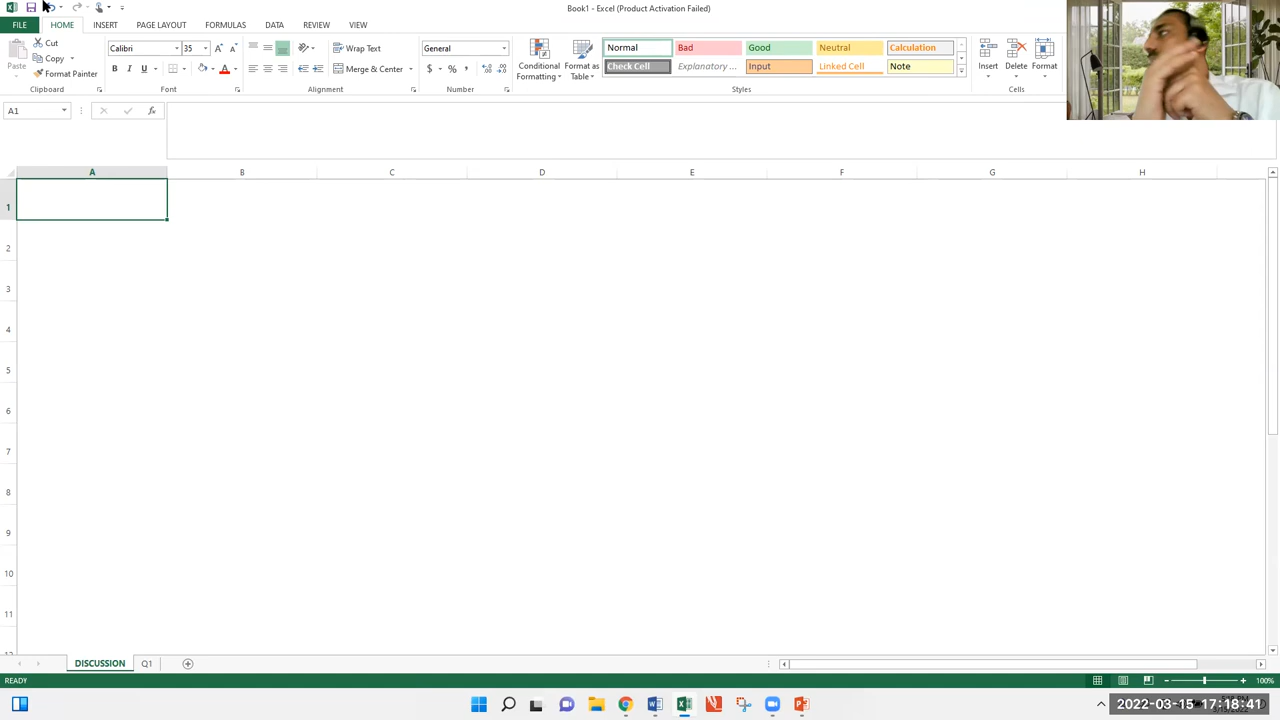 Book1 - Excel (Product Activation Failed)
FILE HOME INSERT PAGE LAYOUT FORMULAS DATA REVIEW VIEW
Paste
Cut
Copy
Format Painter
Clipboard
Calibri 35
B I U
Font
Wrap Text
Merge & Center
Alignment
General
$ % ,
Number
Conditional Formatting
Format as Table
Normal Bad Good Neutral Calculation
Check Cell Explanatory ... Input Linked Cell Note
Styles
Insert Delete Format
Cells
A1
fx
A B C D E F G H
1
2
3
4
5
6
7
8
9
10
11
DISCUSSION Q1
READY
100%
2022-03-15 17:18:41